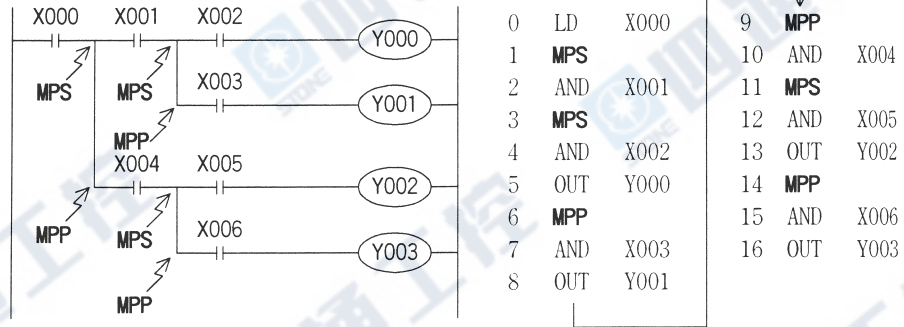 X000 X001 X002
Y000
MPS MPS
X003
Y001
MPP
X004 X005
Y002
MPP MPS
X006
Y003
MPP
0 LD X000
1 MPS
2 AND X001
3 MPS
4 AND X002
5 OUT Y000
6 MPP
7 AND X003
8 OUT Y001
9 MPP
10 AND X004
11 MPS
12 AND X005
13 OUT Y002
14 MPP
15 AND X006
16 OUT Y003
STONE
STONE